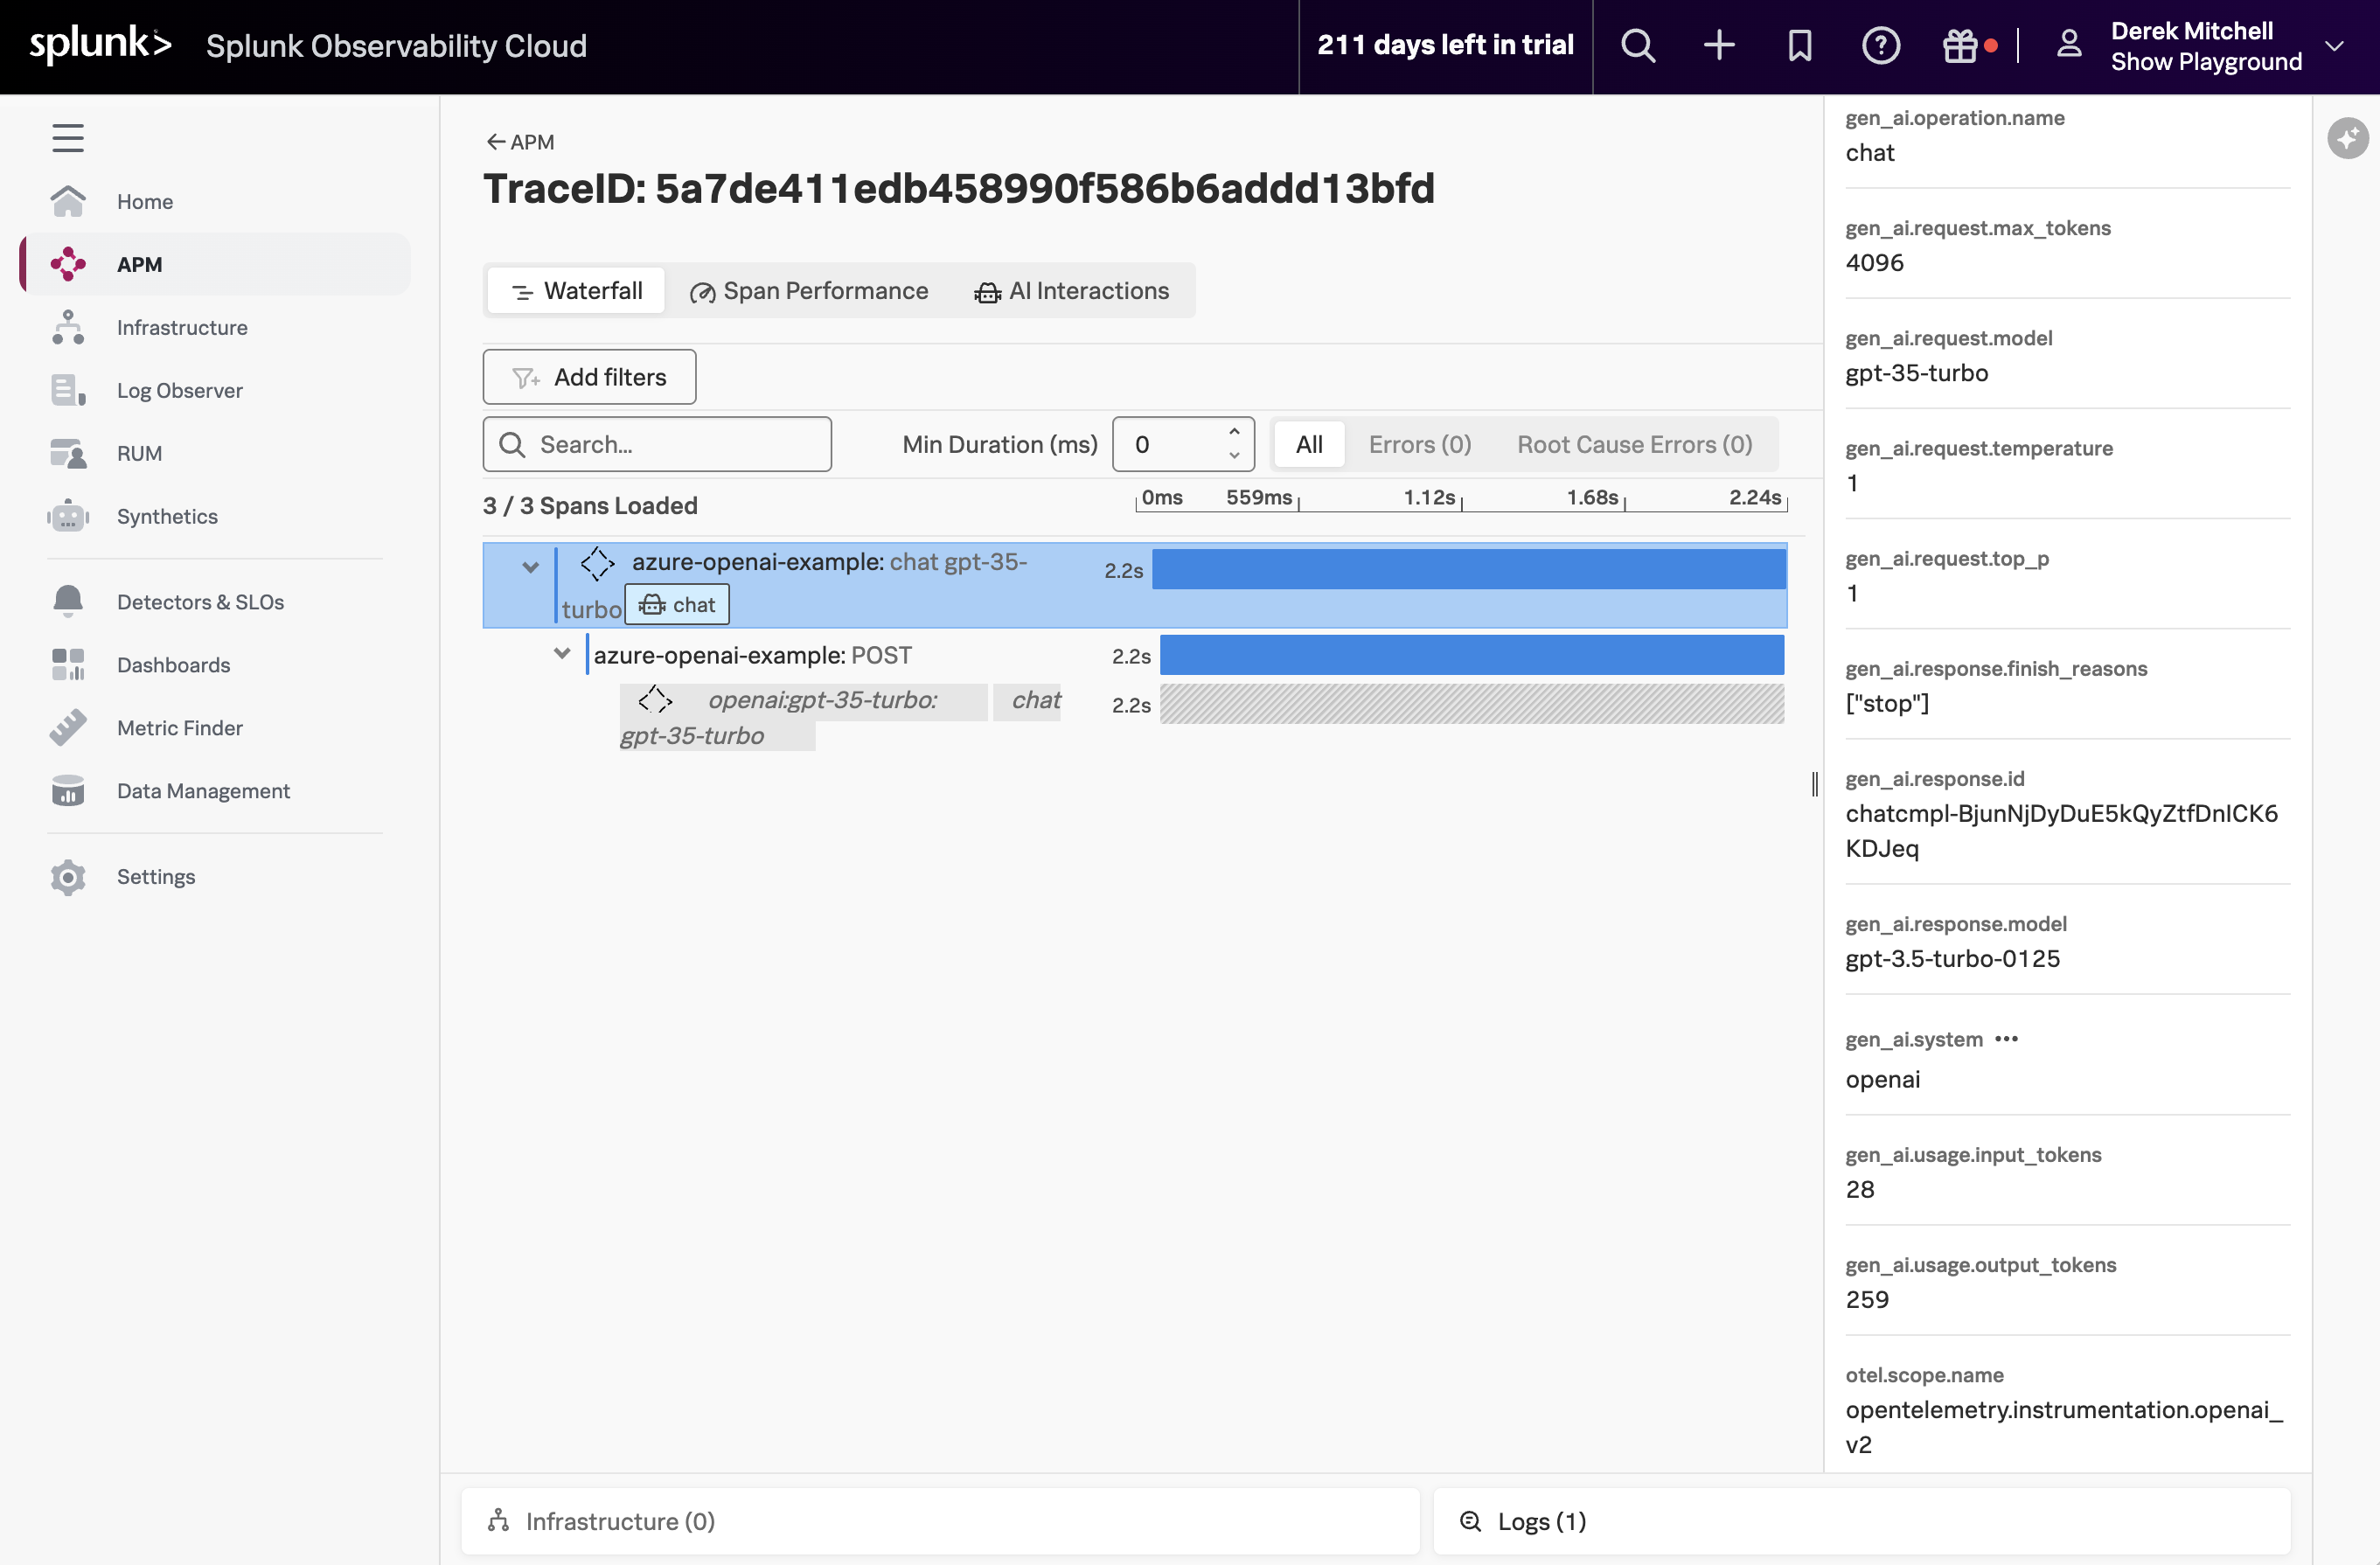 splunk> Splunk Observability Cloud
211 days left in trial
Derek Mitchell
Show Playground
Home
APM
Infrastructure
Log Observer
RUM
Synthetics
Detectors & SLOs
Dashboards
Metric Finder
Data Management
Settings
APM
TraceID: 5a7de411edb458990f586b6addd13bfd
Waterfall Span Performance AI Interactions
Add filters
Search... Min Duration (ms) 0 All Errors (0) Root Cause Errors (0)
3 / 3 Spans Loaded 0ms 559ms 1.12s 1.68s 2.24s
azure-openai-example: chat gpt-35- 2.2s
turbo chat
azure-openai-example: POST 2.2s
openai:gpt-35-turbo: chat 2.2s
gpt-35-turbo
gen_ai.operation.name
chat
gen_ai.request.max_tokens
4096
gen_ai.request.model
gpt-35-turbo
gen_ai.request.temperature
1
gen_ai.request.top_p
1
gen_ai.response.finish_reasons
["stop"]
gen_ai.response.id
chatcmpl-BjunNjDyDuE5kQyZtfDnICK6
KDJeq
gen_ai.response.model
gpt-3.5-turbo-0125
gen_ai.system •••
openai
gen_ai.usage.input_tokens
28
gen_ai.usage.output_tokens
259
otel.scope.name
opentelemetry.instrumentation.openai_
v2
Infrastructure (0)
Logs (1)